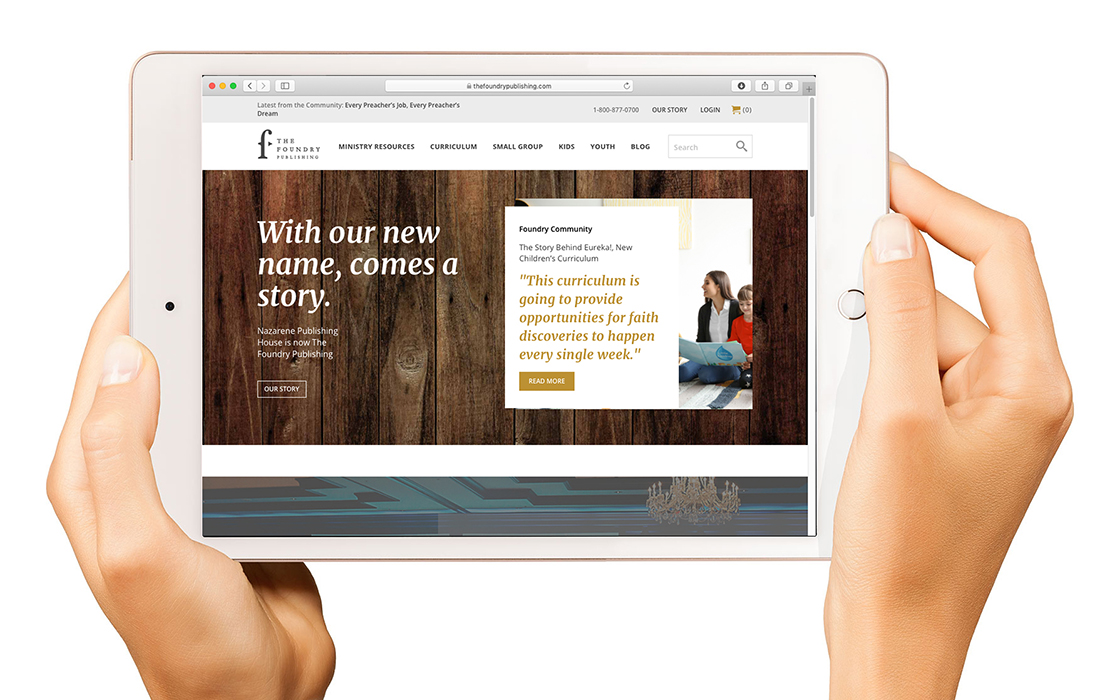 thefoundrypublishing.com
Latest from the Community: Every Preacher's Job, Every Preacher's
Dream
1-800-877-0700 OUR STORY LOGIN (0)
f THE
FOUNDRY
PUBLISHING
MINISTRY RESOURCES CURRICULUM SMALL GROUP KIDS YOUTH BLOG Search
With our new
name, comes a
story.
Nazarene Publishing
House is now The
Foundry Publishing
OUR STORY
Foundry Community
The Story Behind Eureka!, New
Children's Curriculum
"This curriculum is
going to provide
opportunities for faith
discoveries to happen
every single week."
READ MORE